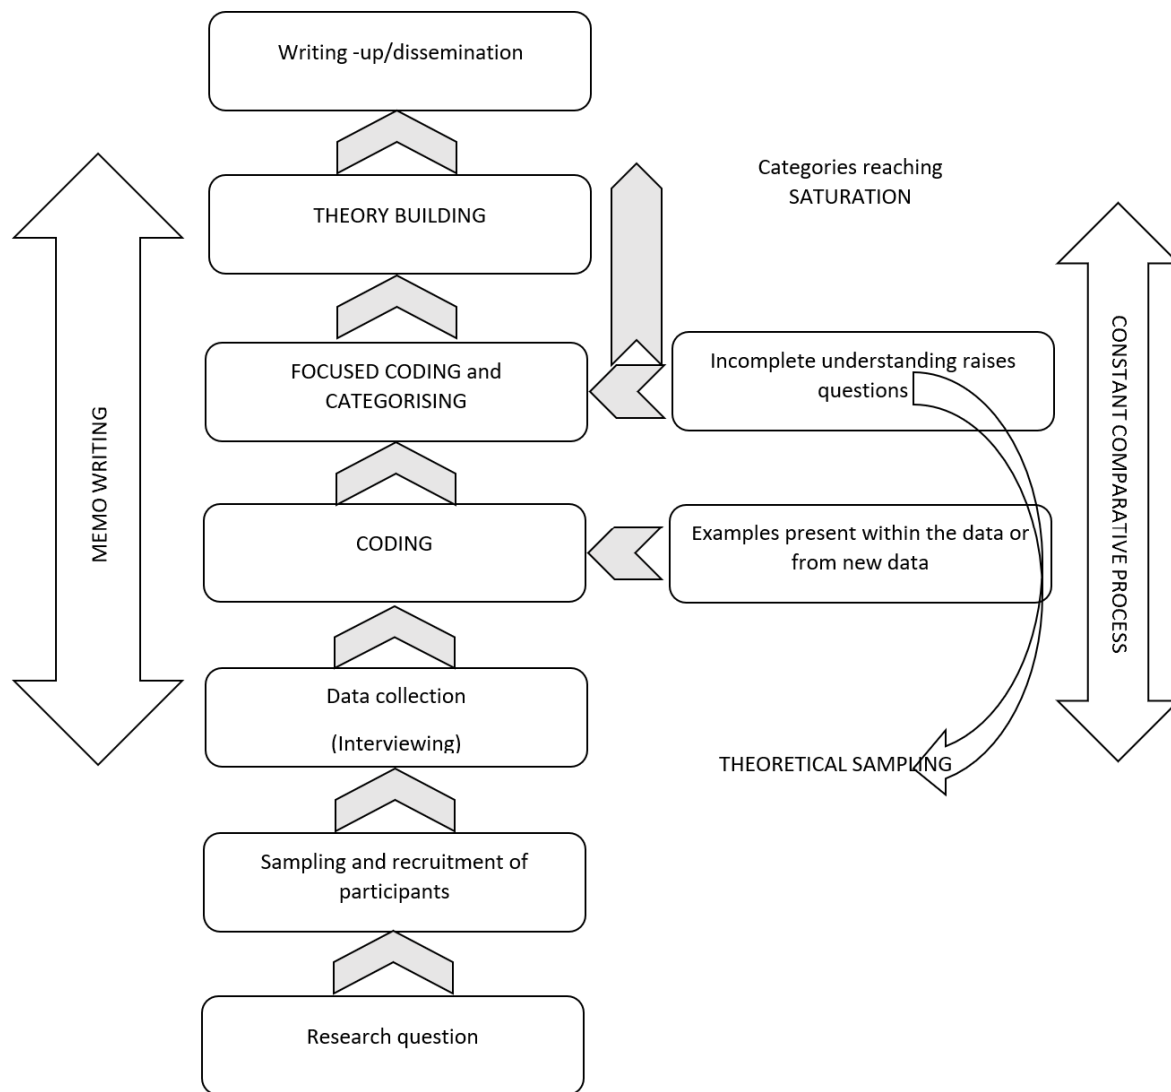 Writing -up/dissemination
Categories reaching
SATURATION
THEORY BUILDING
FOCUSED CODING and
CATEGORISING
Incomplete understanding raises
questions
MEMO WRITING
CONSTANT COMPARATIVE PROCESS
CODING
Examples present within the data or
from new data
Data collection
(Interviewing)
THEORETICAL SAMPLING
Sampling and recruitment of
participants
Research question